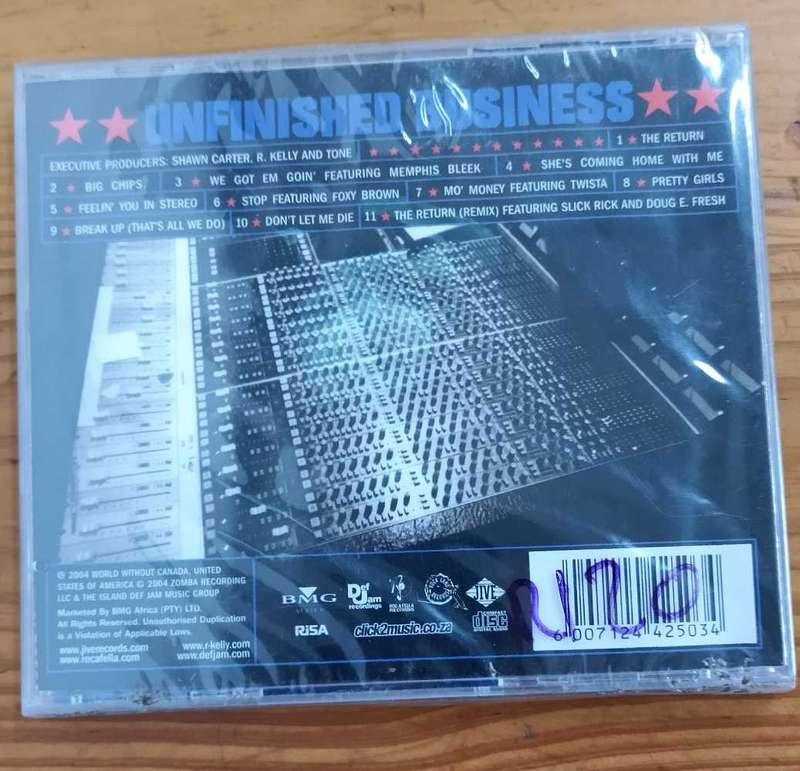 UNFINISHED BUSINESS
EXECUTIVE PRODUCERS: SHAWN CARTER, R. KELLY AND TONE 1 ★ THE RETURN
2 ★ BIG CHIPS 3 ★ WE GOT EM GOIN' FEATURING MEMPHIS BLEEK 4 ★ SHE'S COMING HOME WITH ME
5 ★ FEELIN' YOU IN STEREO 6 ★ STOP FEATURING FOXY BROWN 7 ★ MO' MONEY FEATURING TWISTA 8 ★ PRETTY GIRLS
9 ★ BREAK UP (THAT'S ALL WE DO) 10 ★ DON'T LET ME DIE 11 ★ THE RETURN (REMIX) FEATURING SLICK RICK AND DOUG E. FRESH
℗ 2004 WORLD WITHOUT CANADA, UNITED
STATES OF AMERICA © 2004 ZOMBA RECORDING
LLC & THE ISLAND DEF JAM MUSIC GROUP
Marketed By BMG Africa (PTY) LTD.
All Rights Reserved. Unauthorised Duplication
is a Violation of Applicable Laws.
www.jiverecords.com www.r-kelly.com
www.rocafella.com www.defjam.com
BMG
AFRICA
Def Jam
recordings
ROC-A-FELLA
RECORDS
JIVE
RiSA
click2music.co.za
COMPACT
disc
DIGITAL AUDIO
R120
6 007124 425034